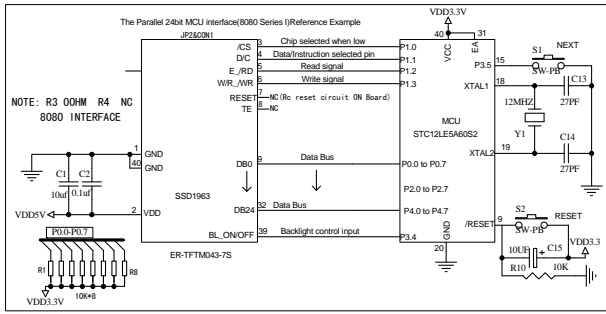 The Parallel 24bit MCU interface(8080 Series I)Reference Example
JP2&CON1
/CS
D/C
E_/RD
W/R_/WR
RESET
TE
3
4
5
6
7
8
Chip selected when low
Data/Instruction selected pin
Read signal
Write signal
NC(Rc reset circuit ON Board)
NC
P1.0
P1.1
P1.2
P1.3
NOTE: R3 0OHM R4 NC
8080 INTERFACE
1
GND
40
GND
C1
10uf
C2
0.1uf
VDD5V
2
VDD
SSD1963
DB0
9
Data Bus
P0.0 to P0.7
P2.0 to P2.7
DB24
32
Data Bus
P4.0 to P4.7
BL_ON/OFF
39
Backlight control input
P3.4
ER-TFTM043-7S
P0.0-P0.7
R1
R8
10K*8
VDD3.3V
VDD3.3V
40
VCC
31
EA
MCU
STC12LE5A60S2
P3.5
15
S1
NEXT
SW-PB
XTAL1
18
C13
27PF
12MHZ
Y1
XTAL2
19
C14
27PF
/RESET
9
S2
RESET
SW-PB
10UF
C15
VDD3.3
R10
10K
GND
20